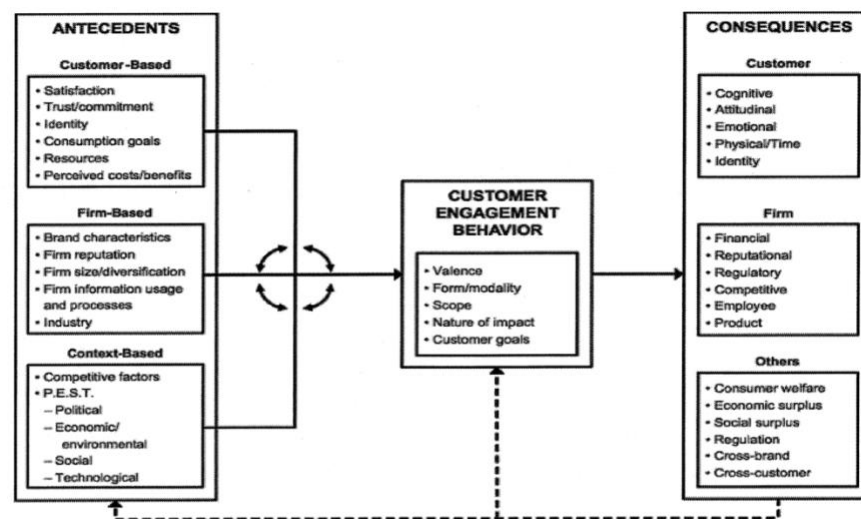 ANTECEDENTS
Customer-Based
• Satisfaction
• Trust/commitment
• Identity
• Consumption goals
• Resources
• Perceived costs/benefits
Firm-Based
• Brand characteristics
• Firm reputation
• Firm size/diversification
• Firm information usage
and processes
• Industry
Context-Based
• Competitive factors
• P.E.S.T.
– Political
– Economic/
environmental
– Social
– Technological
CUSTOMER
ENGAGEMENT
BEHAVIOR
• Valence
• Form/modality
• Scope
• Nature of impact
• Customer goals
CONSEQUENCES
Customer
• Cognitive
• Attitudinal
• Emotional
• Physical/Time
• Identity
Firm
• Financial
• Reputational
• Regulatory
• Competitive
• Employee
• Product
Others
• Consumer welfare
• Economic surplus
• Social surplus
• Regulation
• Cross-brand
• Cross-customer